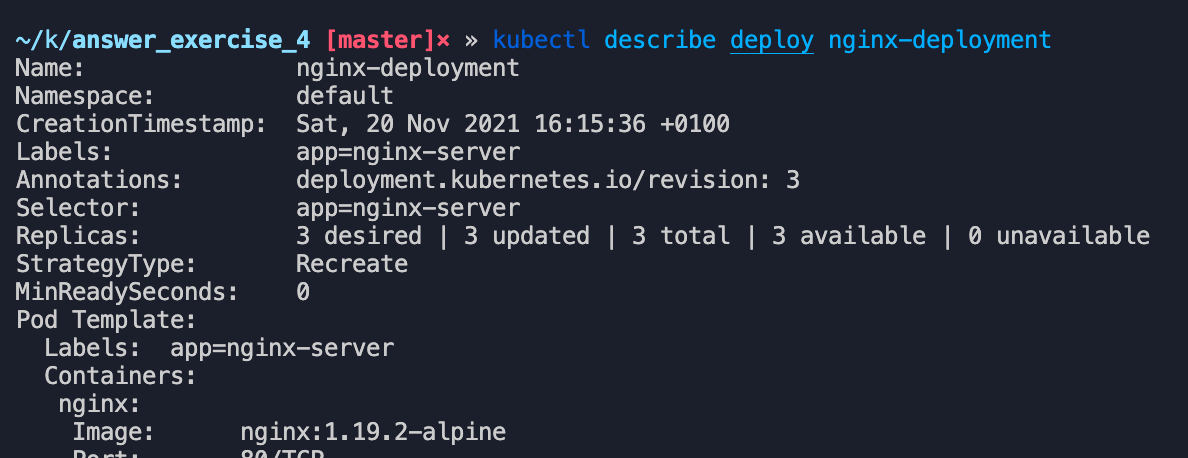 ~/k/answer_exercise_4 [master]× » kubectl describe deploy nginx-deployment
Name:               nginx-deployment
Namespace:          default
CreationTimestamp:  Sat, 20 Nov 2021 16:15:36 +0100
Labels:             app=nginx-server
Annotations:        deployment.kubernetes.io/revision: 3
Selector:           app=nginx-server
Replicas:           3 desired | 3 updated | 3 total | 3 available | 0 unavailable
StrategyType:       Recreate
MinReadySeconds:    0
Pod Template:
  Labels:  app=nginx-server
  Containers:
   nginx:
    Image:      nginx:1.19.2-alpine
    Port:       80/TCP